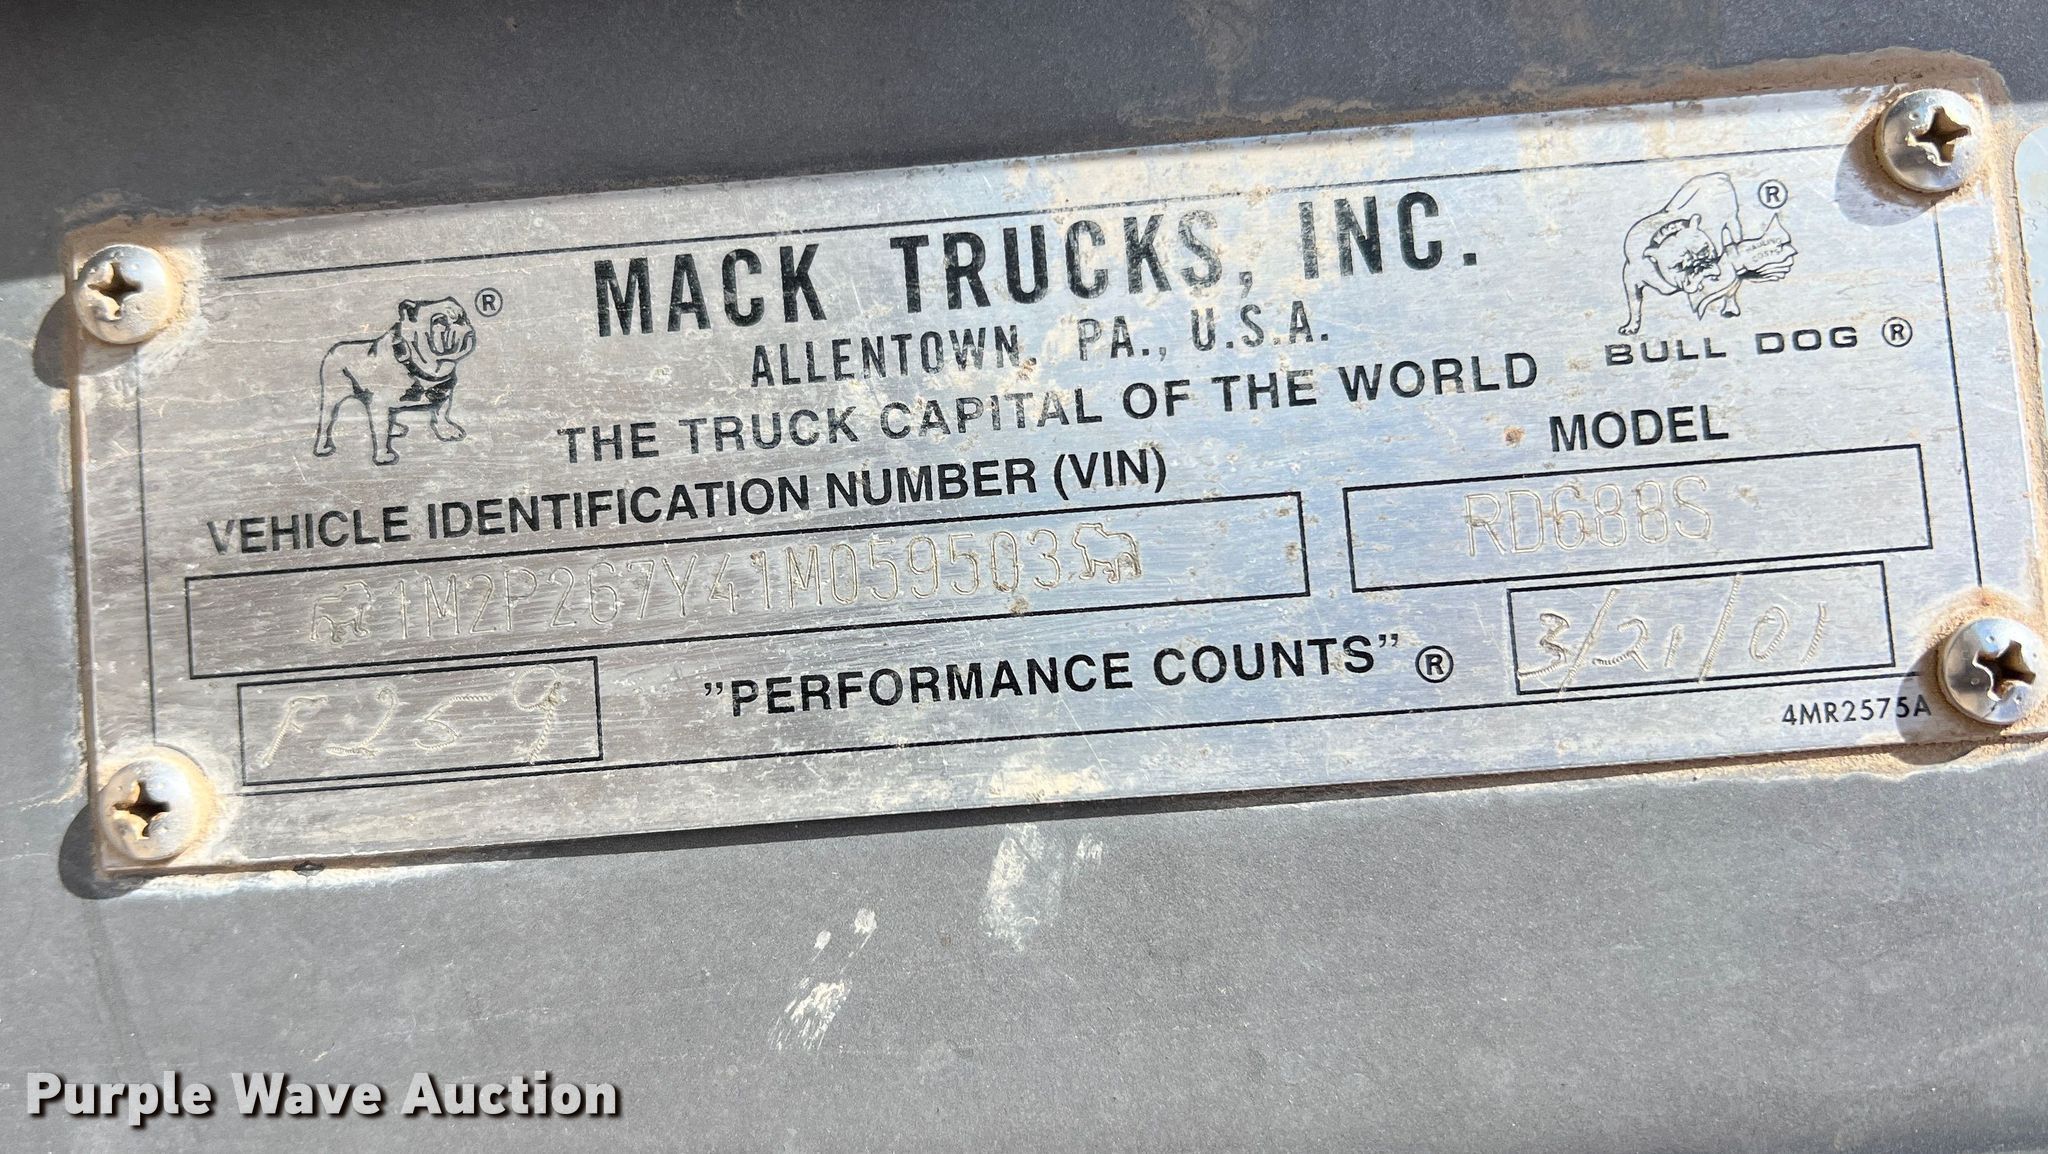 MACK TRUCKS, INC.
ALLENTOWN, PA., U.S.A.
THE TRUCK CAPITAL OF THE WORLD
BULL DOG ®
®
®
VEHICLE IDENTIFICATION NUMBER (VIN)
MODEL
1M2P267Y41M059503
RD688S
F259
"PERFORMANCE COUNTS" ®
3/21/01
4MR2575A
Purple Wave Auction